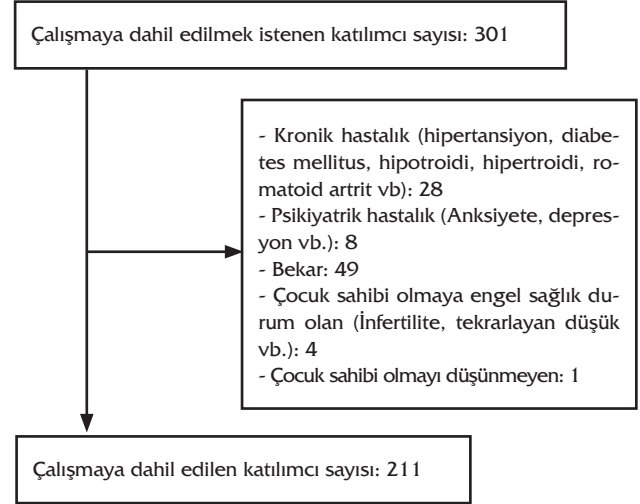 Çalışmaya dahil edilmek istenen katılımcı sayısı: 301
- Kronik hastalık (hipertansiyon, diabe-
tes mellitus, hipotroidi, hipertroidi, ro-
matoid artrit vb): 28
- Psikiyatrik hastalık (Anksiyete, depres-
yon vb.): 8
- Bekar: 49
- Çocuk sahibi olmaya engel sağlık du-
rum olan (İnfertilite, tekrarlayan düşük
vb.): 4
- Çocuk sahibi olmayı düşünmeyen: 1
Çalışmaya dahil edilen katılımcı sayısı: 211